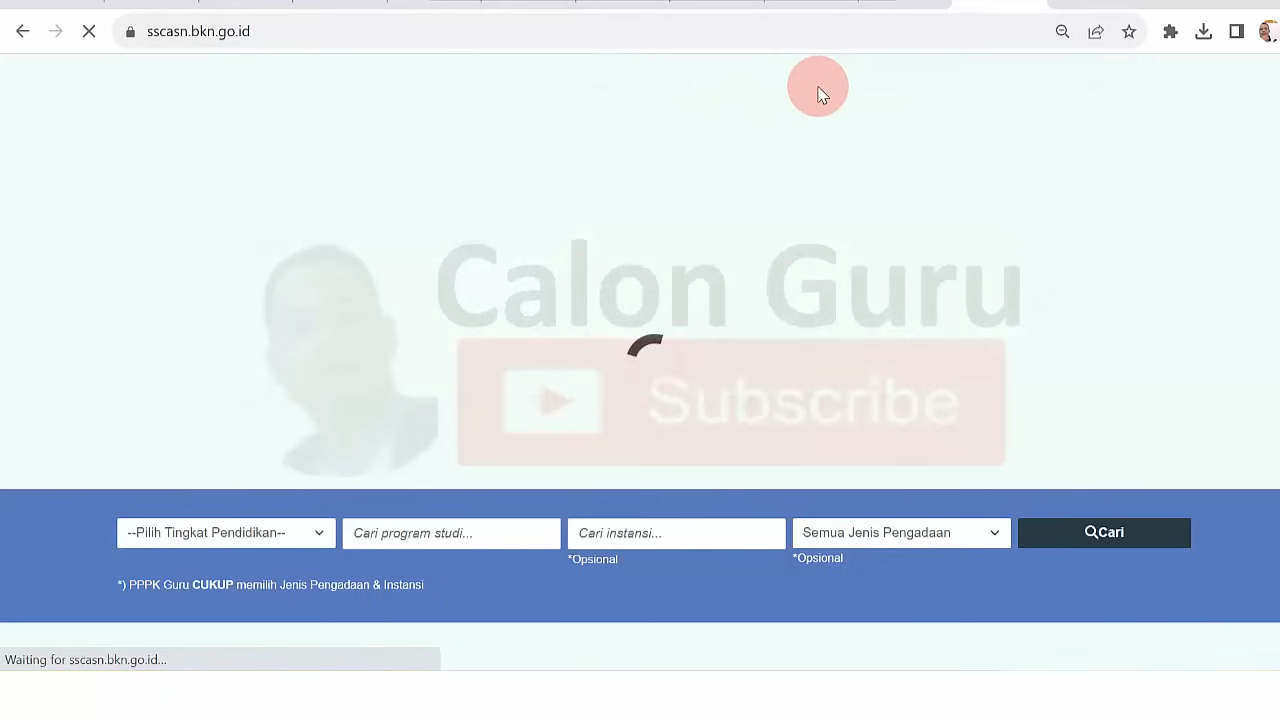 sscasn.bkn.go.id
Calon Guru
Subscribe
--Pilih Tingkat Pendidikan--
Cari program studi...
Cari instansi...
Semua Jenis Pengadaan
Cari
*Opsional
*Opsional
*) PPPK Guru CUKUP memilih Jenis Pengadaan & Instansi
Waiting for sscasn.bkn.go.id...